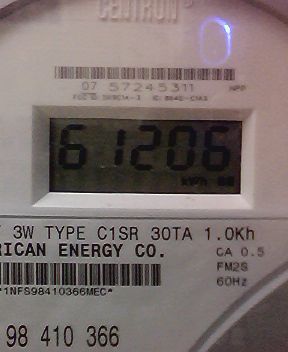 CENTRON®
07 57245311
61206
kWh
3W TYPE C1SR 30TA 1.0Kh
RICAN ENERGY CO.
CA 0.5
FM2S
60Hz
*1NFS98410366MEC*
98 410 366